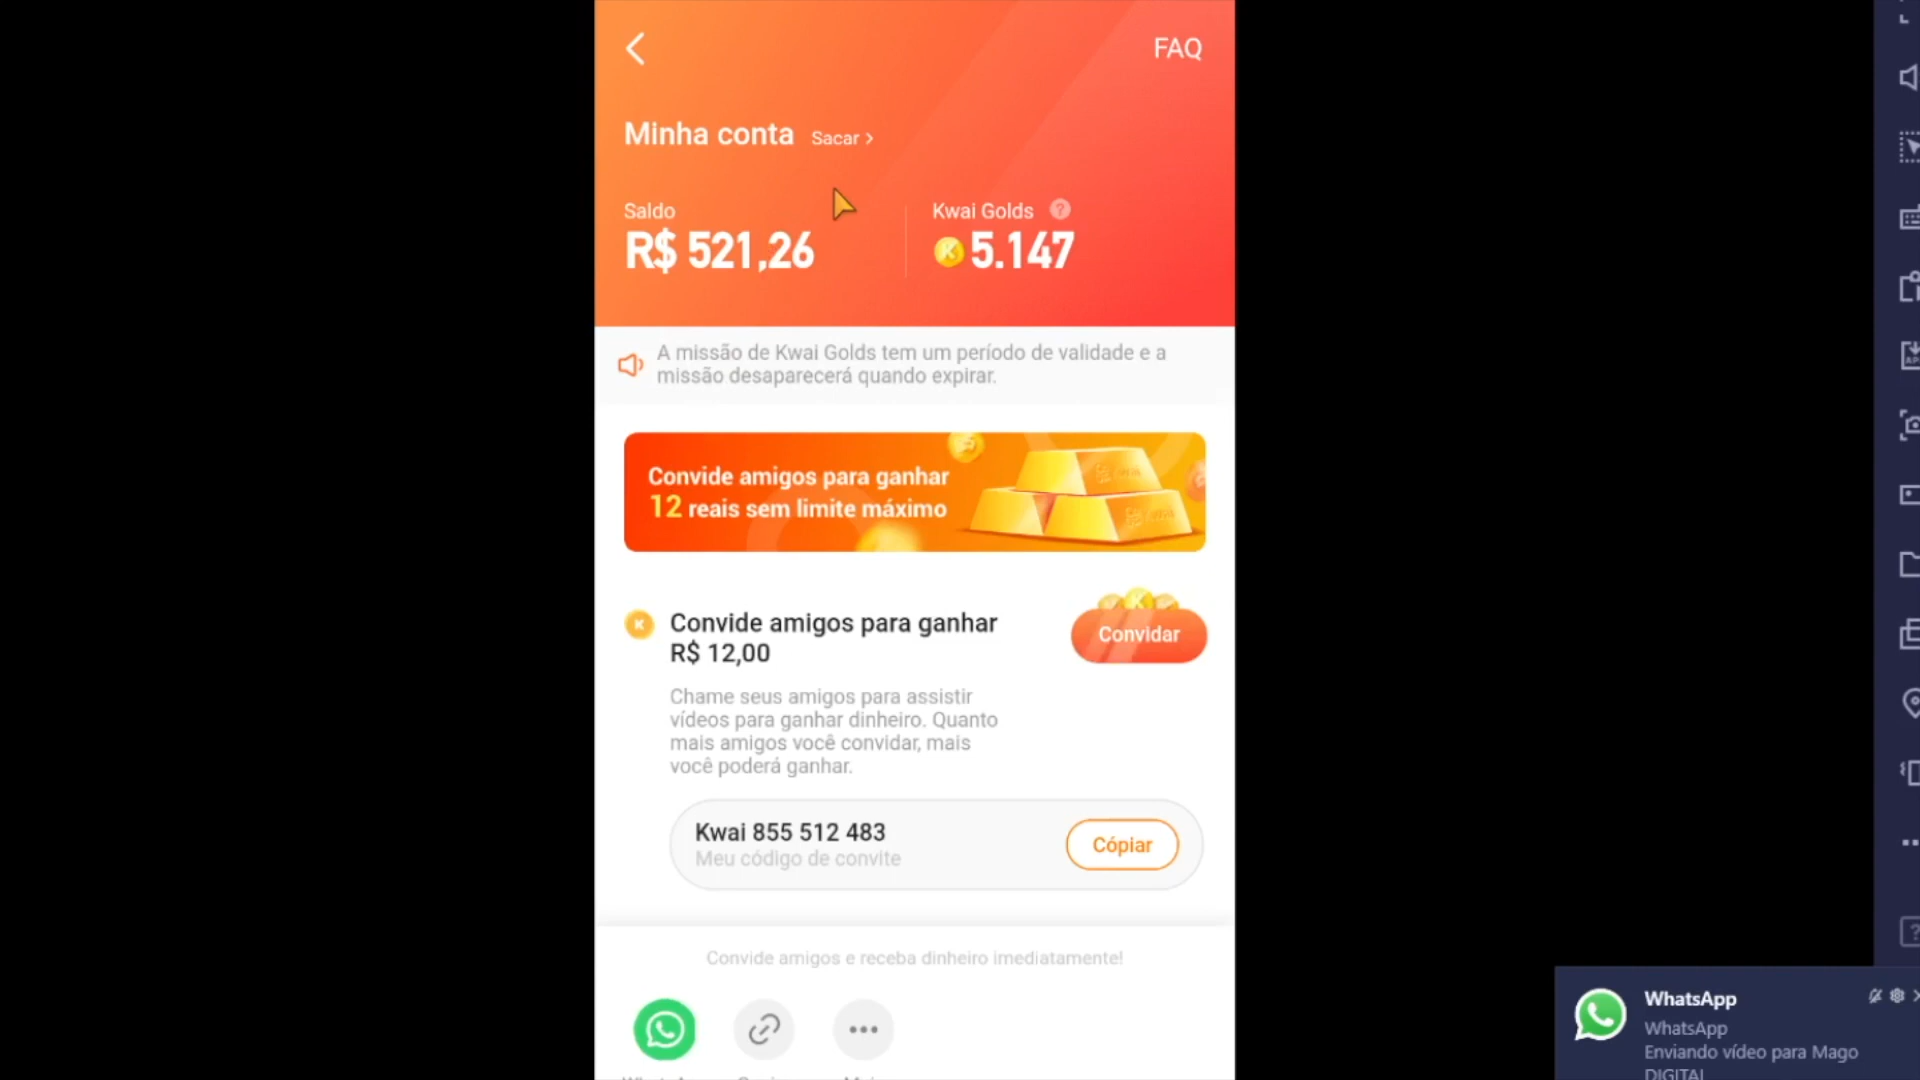 FAQ
Minha conta Sacar >
Saldo
R$ 521,26
Kwai Golds ?
5.147
A missão de Kwai Golds tem um período de validade e a
missão desaparecerá quando expirar.
Convide amigos para ganhar
12 reais sem limite máximo
Convide amigos para ganhar
R$ 12,00
Convidar
Chame seus amigos para assistir
vídeos para ganhar dinheiro. Quanto
mais amigos você convidar, mais
você poderá ganhar.
Kwai 855 512 483
Meu código de convite
Cópiar
Convide amigos e receba dinheiro imediatamente!
WhatsApp
WhatsApp
Enviando vídeo para Mago
DIGITAL